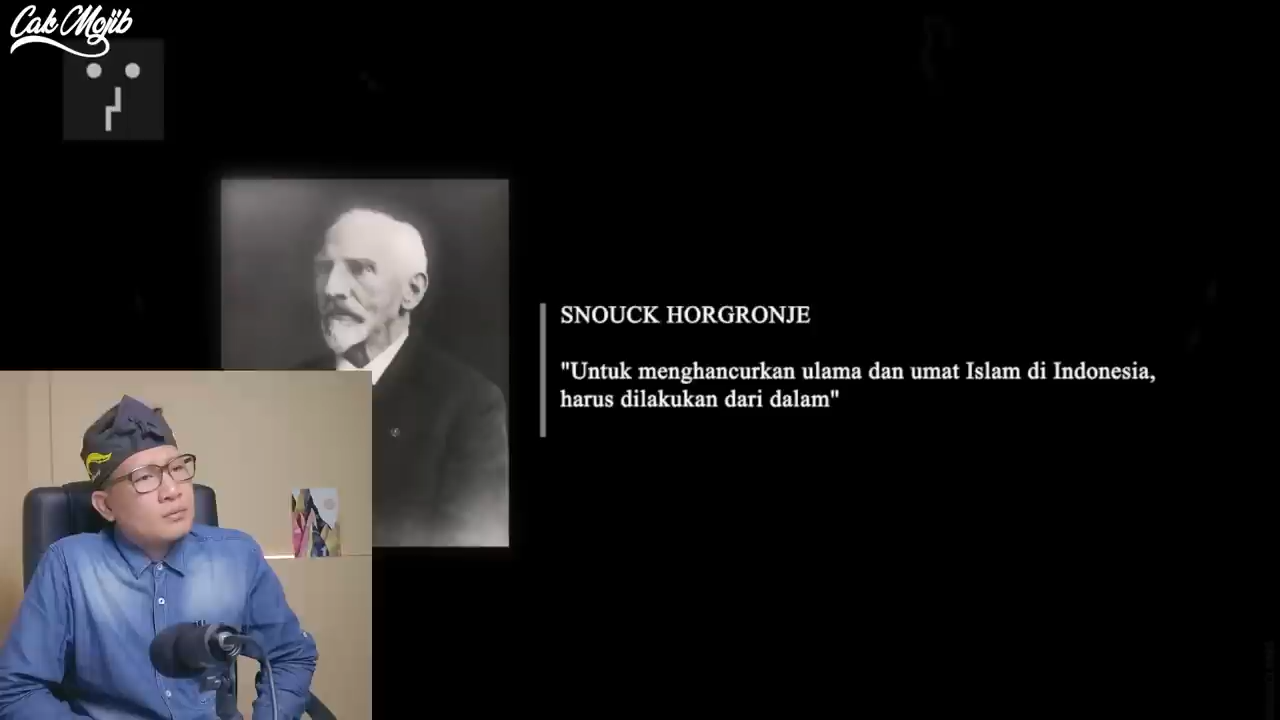 Cak Mojib
SNOUCK HORGRONJE
"Untuk menghancurkan ulama dan umat Islam di Indonesia,
harus dilakukan dari dalam"